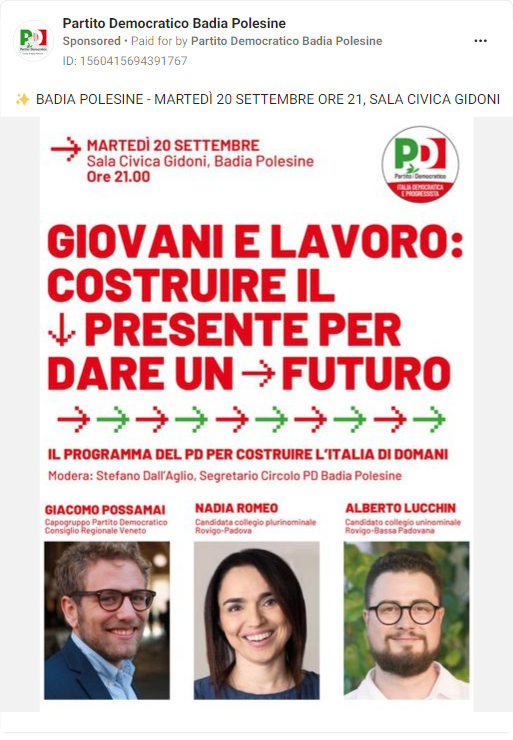 Partito Democratico Badia Polesine
Sponsored • Paid for by Partito Democratico Badia Polesine
ID: 1560415694391767
✨ BADIA POLESINE - MARTEDÌ 20 SETTEMBRE ORE 21, SALA CIVICA GIDONI
MARTEDÌ 20 SETTEMBRE
Sala Civica Gidoni, Badia Polesine
Ore 21.00
PD
Partito Democratico
ITALIA DEMOCRATICA
E PROGRESSISTA
GIOVANI E LAVORO:
COSTRUIRE IL
↓ PRESENTE PER
DARE UN → FUTURO
IL PROGRAMMA DEL PD PER COSTRUIRE L'ITALIA DI DOMANI
Modera: Stefano Dall'Aglio, Segretario Circolo PD Badia Polesine
GIACOMO POSSAMAI
Capogruppo Partito Democratico
Consiglio Regionale Veneto
NADIA ROMEO
Candidata collegio plurinominale
Rovigo-Padova
ALBERTO LUCCHIN
Candidato collegio uninominale
Rovigo-Bassa Padovana